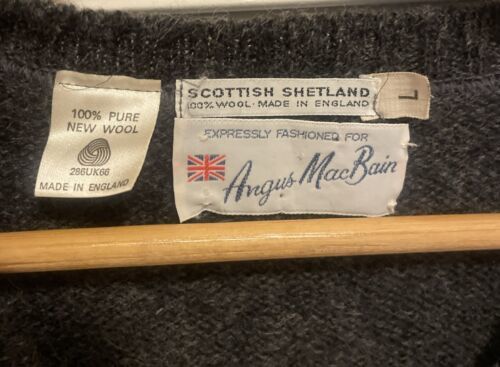 100% PURE
NEW WOOL
286UK66
MADE IN ENGLAND
SCOTTISH SHETLAND
100% WOOL · MADE IN ENGLAND
L
EXPRESSLY FASHIONED FOR
Angus MacBain